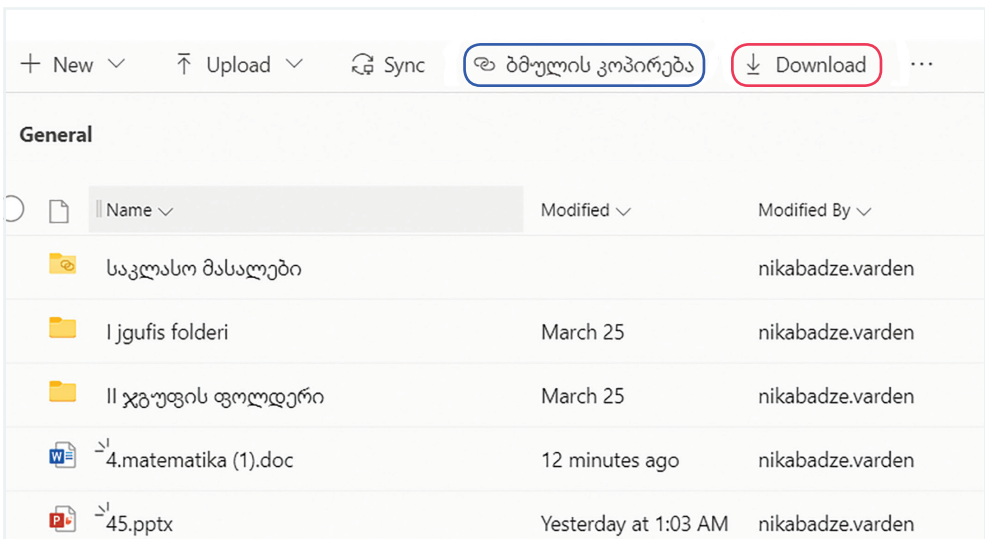 New Upload Sync ბმულის კოპირება Download ...
General
Name Modified Modified By
საკლასო მასალები nikabadze.varden
I jgufis folderi March 25 nikabadze.varden
II ჯგუფის ფოლდერი March 25 nikabadze.varden
4.matematika (1).doc 12 minutes ago nikabadze.varden
45.pptx Yesterday at 1:03 AM nikabadze.varden